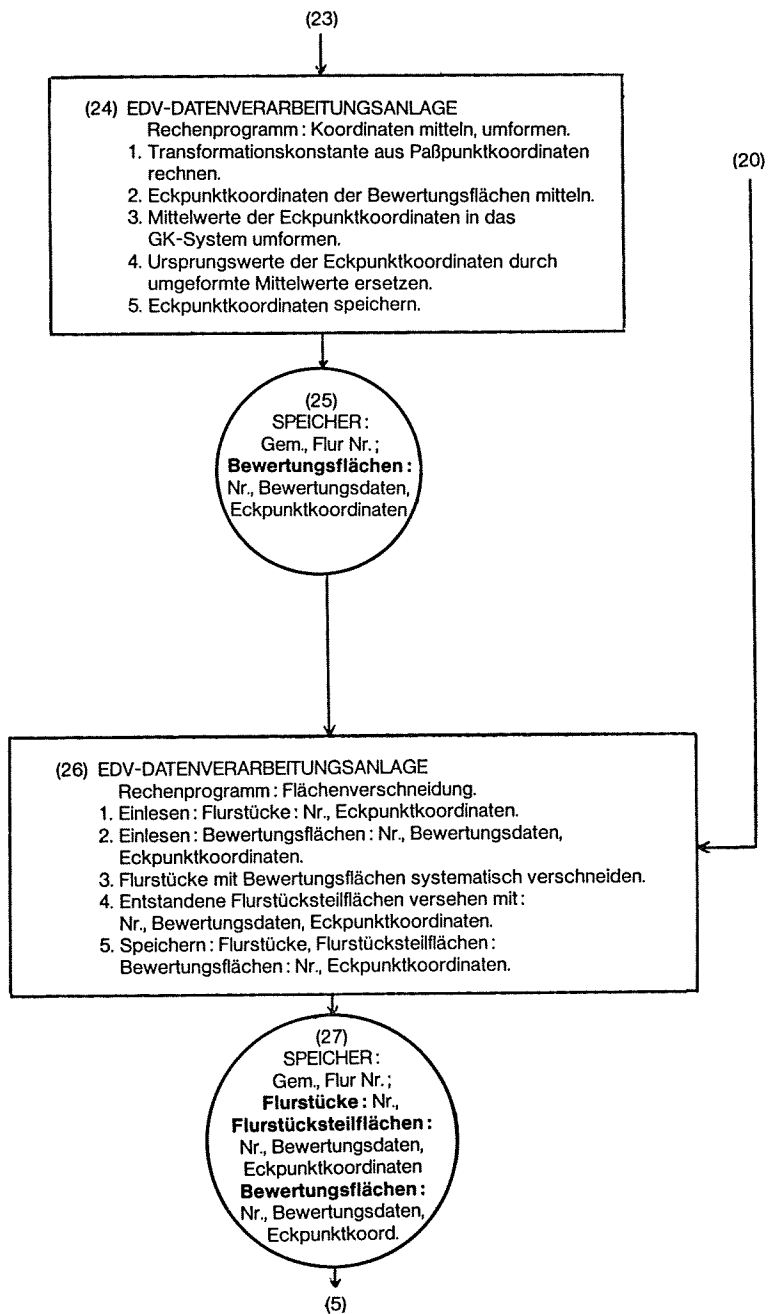 (23)
(24) EDV-DATENVERARBEITUNGSANLAGE
Rechenprogramm : Koordinaten mitteln, umformen.
1. Transformationskonstante aus Paßpunktkoordinaten
rechnen.
2. Eckpunktkoordinaten der Bewertungsflächen mitteln.
3. Mittelwerte der Eckpunktkoordinaten in das
GK-System umformen.
4. Ursprungswerte der Eckpunktkoordinaten durch
umgeformte Mittelwerte ersetzen.
5. Eckpunktkoordinaten speichern.
(20)
(25)
SPEICHER :
Gem., Flur Nr. ;
Bewertungsflächen :
Nr., Bewertungsdaten,
Eckpunktkoordinaten
(26) EDV-DATENVERARBEITUNGSANLAGE
Rechenprogramm : Flächenverschneidung.
1. Einlesen : Flurstücke : Nr., Eckpunktkoordinaten.
2. Einlesen : Bewertungsflächen : Nr., Bewertungsdaten,
Eckpunktkoordinaten.
3. Flurstücke mit Bewertungsflächen systematisch verschneiden.
4. Entstandene Flurstücksteilflächen versehen mit :
Nr., Bewertungsdaten, Eckpunktkoordinaten.
5. Speichern : Flurstücke, Flurstücksteilflächen :
Bewertungsflächen : Nr., Eckpunktkoordinaten.
(27)
SPEICHER :
Gem., Flur Nr. ;
Flurstücke : Nr.,
Flurstücksteilflächen :
Nr., Bewertungsdaten,
Eckpunktkoordinaten
Bewertungsflächen :
Nr., Bewertungsdaten,
Eckpunktkoord.
(5)